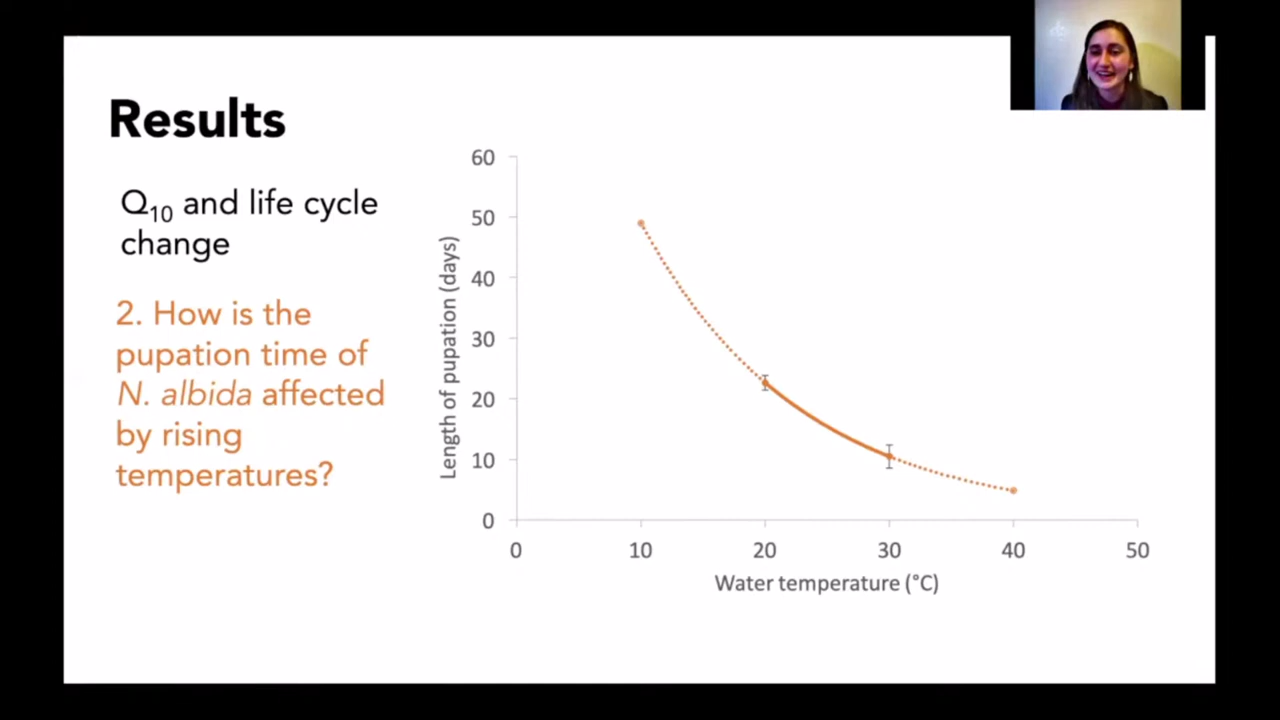 Results
Q10 and life cycle
change
2. How is the
pupation time of
N. albida affected
by rising
temperatures?
Length of pupation (days)
60
50
40
30
20
10
0
0 10 20 30 40 50
Water temperature (°C)